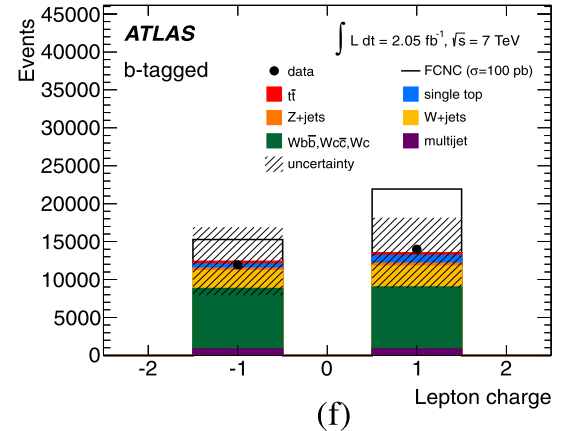 45000
40000
35000
30000
25000
20000
15000
10000
5000
0
Events
ATLAS
b-tagged
∫ L dt = 2.05 fb⁻¹, √s = 7 TeV
data
FCNC (σ=100 pb)
tt̅
single top
Z+jets
W+jets
Wbb̅,Wcc̅,Wc
multijet
uncertainty
-2 -1 0 1 2
Lepton charge
(f)